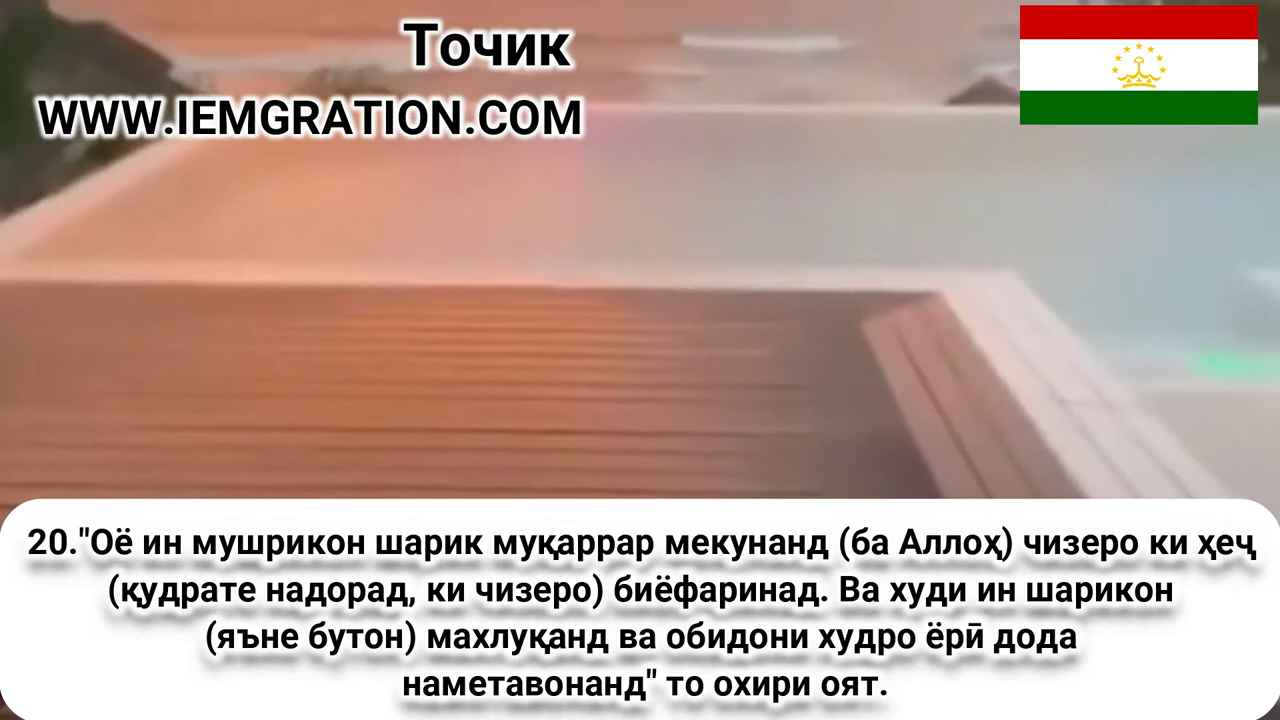 Точик
WWW.IEMGRATION.COM
20."Оё ин мушрикон шарик муқаррар мекунанд (ба Аллоҳ) чизеро ки ҳеҷ
(қудрате надорад, ки чизеро) биёфаринад. Ва худи ин шарикон
(яъне бутон) махлуқанд ва обидони худро ёрӣ дода
наметавонанд" то охири оят.